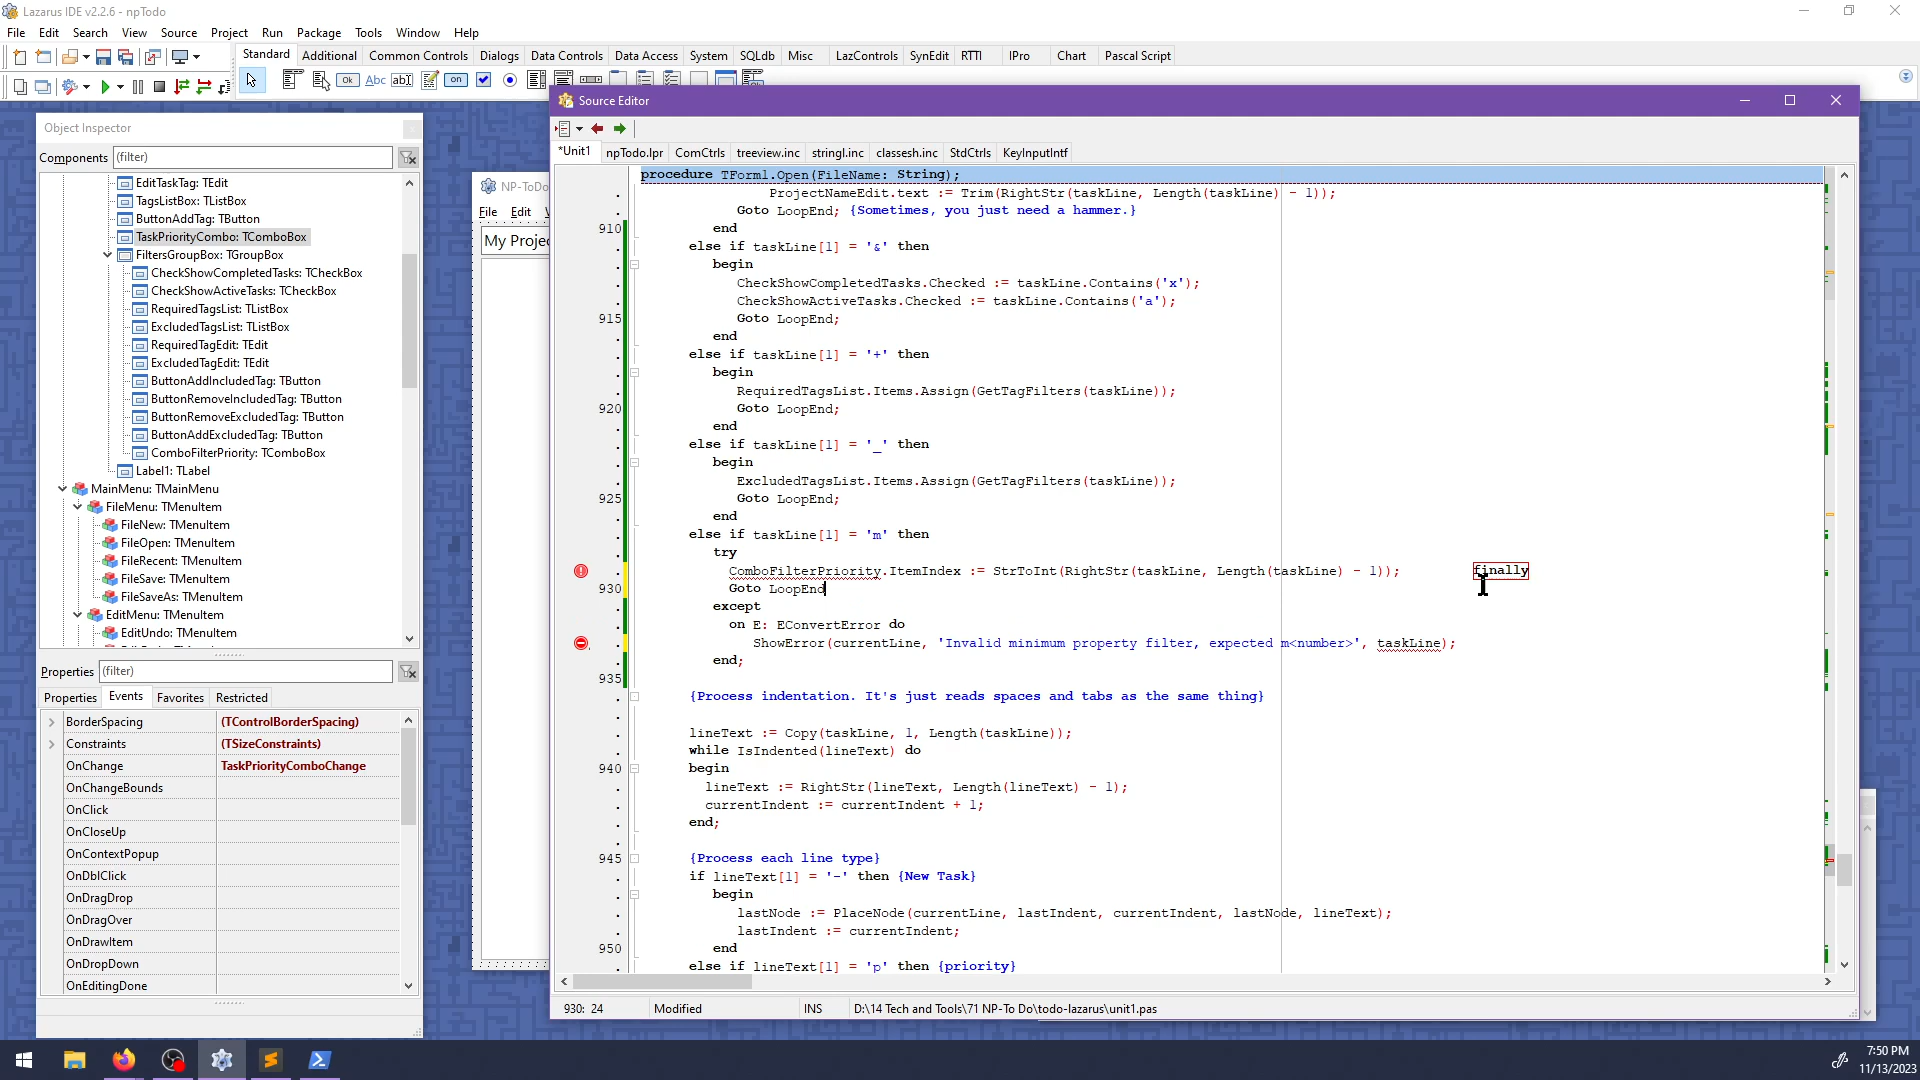 Lazarus IDE v2.2.6 - npTodo
File Edit Search View Source Project Run Package Tools Window Help
Standard Additional Common Controls Dialogs Data Controls Data Access System SQLdb Misc LazControls SynEdit RTTI IPro Chart Pascal Script
Ok Abc ab on
Object Inspector
Components (filter)
EditTaskTag: TEdit
TagsListBox: TListBox
ButtonAddTag: TButton
TaskPriorityCombo: TComboBox
FiltersGroupBox: TGroupBox
CheckShowCompletedTasks: TCheckBox
CheckShowActiveTasks: TCheckBox
RequiredTagsList: TListBox
ExcludedTagsList: TListBox
RequiredTagEdit: TEdit
ExcludedTagEdit: TEdit
ButtonAddIncludedTag: TButton
ButtonRemoveIncludedTag: TButton
ButtonRemoveExcludedTag: TButton
ButtonAddExcludedTag: TButton
ComboFilterPriority: TComboBox
Label1: TLabel
MainMenu: TMainMenu
FileMenu: TMenuItem
FileNew: TMenuItem
FileOpen: TMenuItem
FileRecent: TMenuItem
FileSave: TMenuItem
FileSaveAs: TMenuItem
EditMenu: TMenuItem
EditUndo: TMenuItem
Properties (filter)
Properties Events Favorites Restricted
BorderSpacing (TControlBorderSpacing)
Constraints (TSizeConstraints)
OnChange TaskPriorityComboChange
OnChangeBounds
OnClick
OnCloseUp
OnContextPopup
OnDblClick
OnDragDrop
OnDragOver
OnDrawItem
OnDropDown
OnEditingDone
NP-ToDo
File Edit
My Projec
Source Editor
*Unit1 npTodo.lpr ComCtrls treeview.inc stringl.inc classesh.inc StdCtrls KeyInputIntf
procedure TForm1.Open(FileName: String);
ProjectNameEdit.text := Trim(RightStr(taskLine, Length(taskLine) - 1));
Goto LoopEnd; {Sometimes, you just need a hammer.}
910 end
else if taskLine[1] = '&' then
begin
CheckShowCompletedTasks.Checked := taskLine.Contains('x');
CheckShowActiveTasks.Checked := taskLine.Contains('a');
915 Goto LoopEnd;
end
else if taskLine[1] = '+' then
begin
RequiredTagsList.Items.Assign(GetTagFilters(taskLine));
920 Goto LoopEnd;
end
else if taskLine[1] = '_' then
begin
ExcludedTagsList.Items.Assign(GetTagFilters(taskLine));
925 Goto LoopEnd;
end
else if taskLine[1] = 'm' then
try
ComboFilterPriority.ItemIndex := StrToInt(RightStr(taskLine, Length(taskLine) - 1)); finally
930 Goto LoopEnd
except
on E: EConvertError do
ShowError(currentLine, 'Invalid minimum property filter, expected m<number>', taskLine);
end;
935
{Process indentation. It's just reads spaces and tabs as the same thing}
lineText := Copy(taskLine, 1, Length(taskLine));
while IsIndented(lineText) do
940 begin
lineText := RightStr(lineText, Length(lineText) - 1);
currentIndent := currentIndent + 1;
end;
945 {Process each line type}
if lineText[1] = '-' then {New Task}
begin
lastNode := PlaceNode(currentLine, lastIndent, currentIndent, lastNode, lineText);
lastIndent := currentIndent;
950 end
else if lineText[1] = 'p' then {priority}
930: 24 Modified INS D:\14 Tech and Tools\71 NP-To Do\todo-lazarus\unit1.pas
7:50 PM
11/13/2023